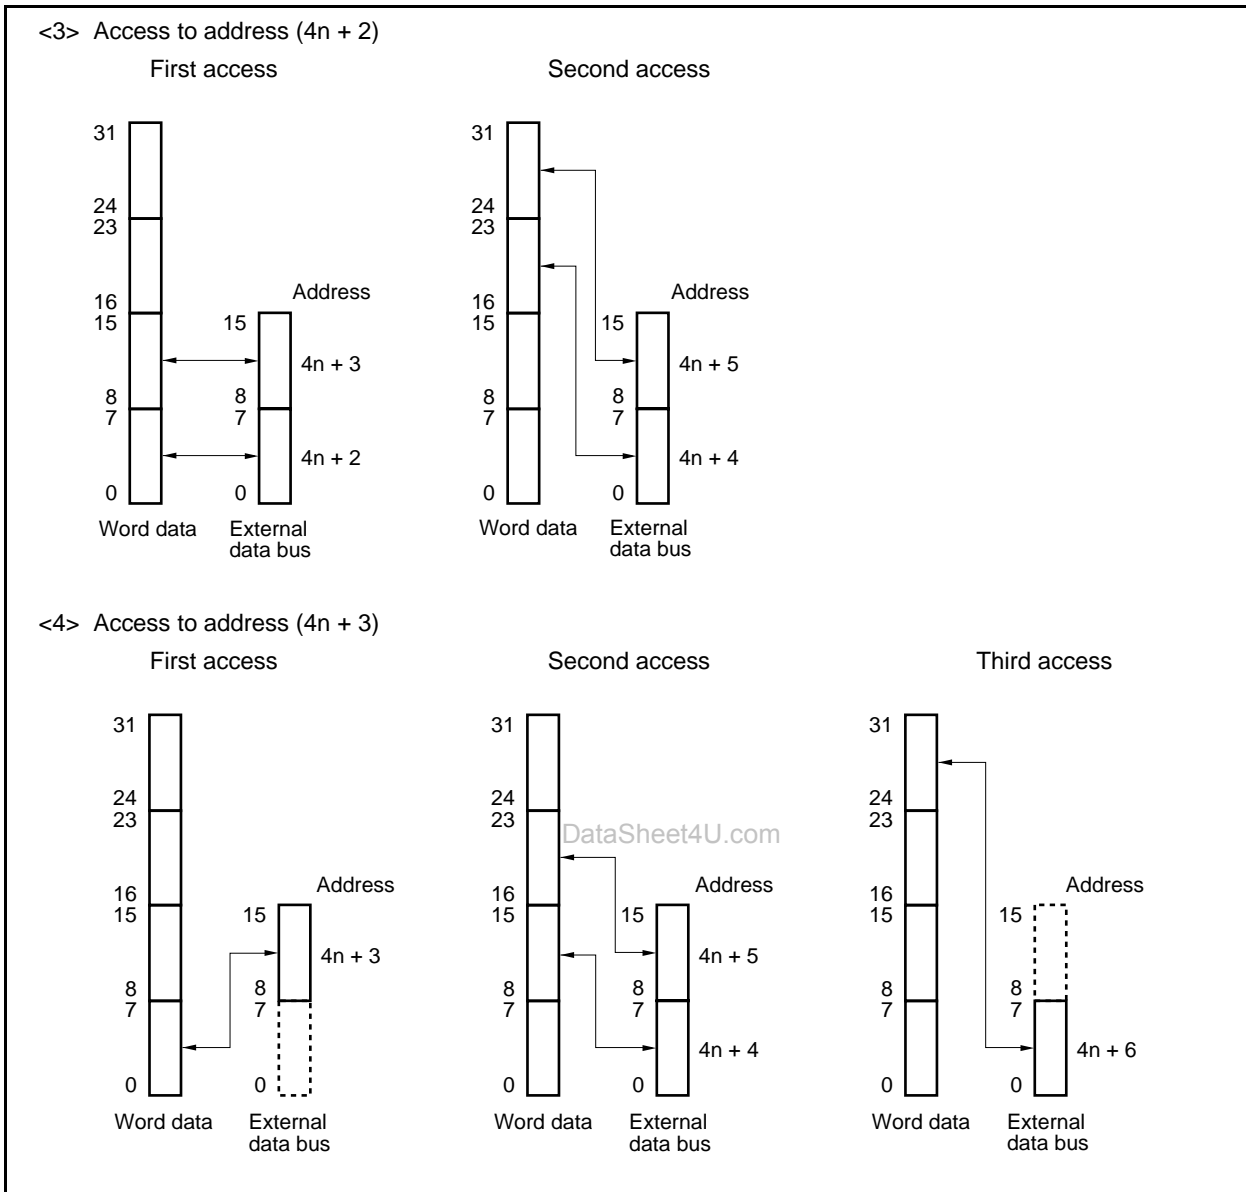 <3> Access to address (4n + 2)
First access
31
24
23
16
15
8
7
0
Word data
Address
15
8
7
0
4n + 3
4n + 2
External
data bus
Second access
31
24
23
16
15
8
7
0
Word data
Address
15
8
7
0
4n + 5
4n + 4
External
data bus
<4> Access to address (4n + 3)
First access
31
24
23
16
15
8
7
0
Word data
Address
15
8
7
0
4n + 3
External
data bus
Second access
31
24
23
16
15
8
7
0
Word data
DataSheet4U.com
Address
15
8
7
0
4n + 5
4n + 4
External
data bus
Third access
31
24
23
16
15
8
7
0
Word data
Address
15
8
7
0
4n + 6
External
data bus